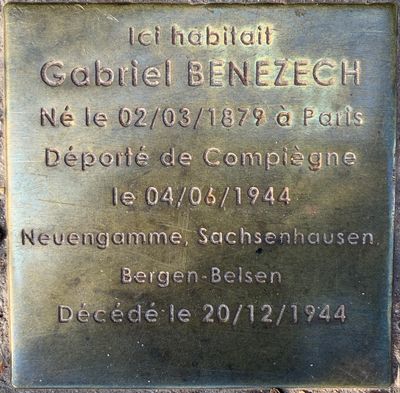 Ici habitait
Gabriel BENEZECH
Né le 02/03/1879 à Paris
Déporté de Compiègne
le 04/06/1944
Neuengamme, Sachsenhausen,
Bergen-Belsen
Décédé le 20/12/1944